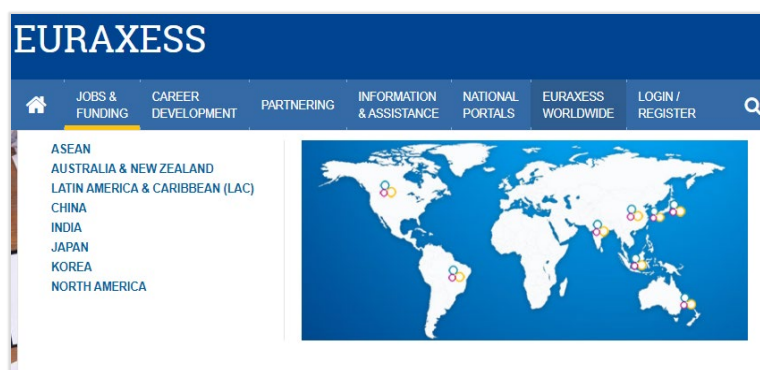 EURAXESS
JOBS &
FUNDING
CAREER
DEVELOPMENT
PARTNERING
INFORMATION
& ASSISTANCE
NATIONAL
PORTALS
EURAXESS
WORLDWIDE
LOGIN /
REGISTER
ASEAN
AUSTRALIA & NEW ZEALAND
LATIN AMERICA & CARIBBEAN (LAC)
CHINA
INDIA
JAPAN
KOREA
NORTH AMERICA